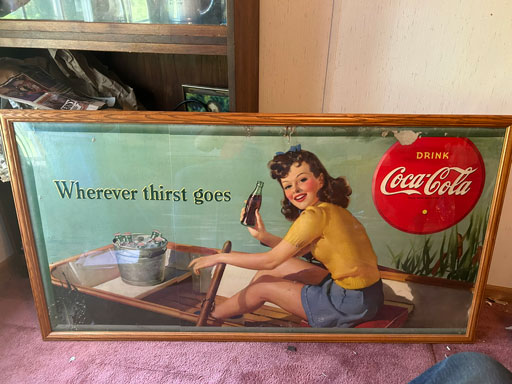 Wherever thirst goes
DRINK
Coca-Cola